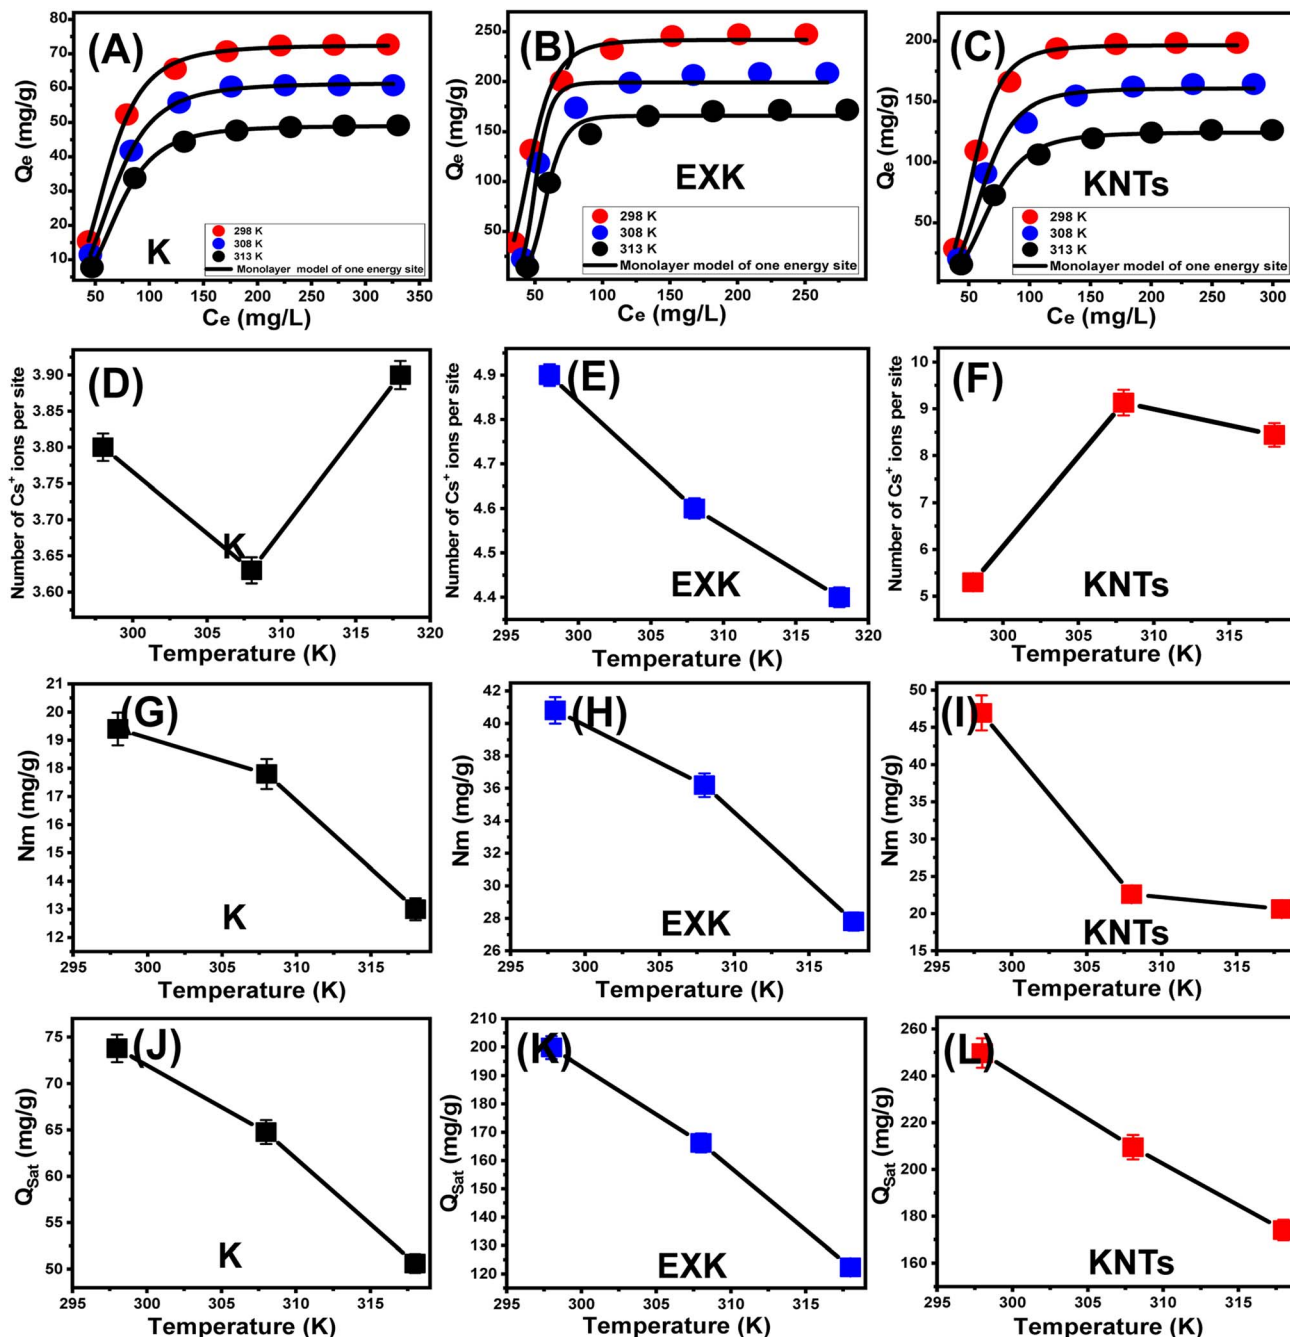 (A)
Qe (mg/g)
80
70
60
50
40
30
20
10
K
298 K
308 K
313 K
Monolayer model of one energy site
50 100 150 200 250 300 350
Ce (mg/L)
(B)
Qe (mg/g)
250
200
150
100
50
EXK
298 K
308 K
313 K
Monolayer model of one energy site
50 100 150 200 250
Ce (mg/L)
(C)
Qe (mg/g)
200
150
100
50
KNTs
298 K
308 K
313 K
Monolayer model of one energy site
50 100 150 200 250 300
Ce (mg/L)
(D)
Number of Cs+ ions per site
3.90
3.85
3.80
3.75
3.70
3.65
3.60
K
300 305 310 315 320
Temperature (K)
(E)
Number of Cs+ ions per site
4.9
4.8
4.7
4.6
4.5
4.4
EXK
295 300 305 310 315 320
Temperature (K)
(F)
Number of Cs+ ions per site
10
9
8
7
6
5
KNTs
300 305 310 315
Temperature (K)
(G)
Nm (mg/g)
21
20
19
18
17
16
15
14
13
12
K
295 300 305 310 315
Temperature (K)
(H)
Nm (mg/g)
42
40
38
36
34
32
30
28
26
EXK
295 300 305 310 315
Temperature (K)
(I)
Nm (mg/g)
50
45
40
35
30
25
20
15
KNTs
295 300 305 310 315
Temperature (K)
(J)
QSat (mg/g)
75
70
65
60
55
50
K
295 300 305 310 315
Temperature (K)
(K)
QSat (mg/g)
210
200
190
180
170
160
150
140
130
120
EXK
295 300 305 310 315
Temperature (K)
(L)
QSat (mg/g)
260
240
220
200
180
160
KNTs
295 300 305 310 315
Temperature (K)